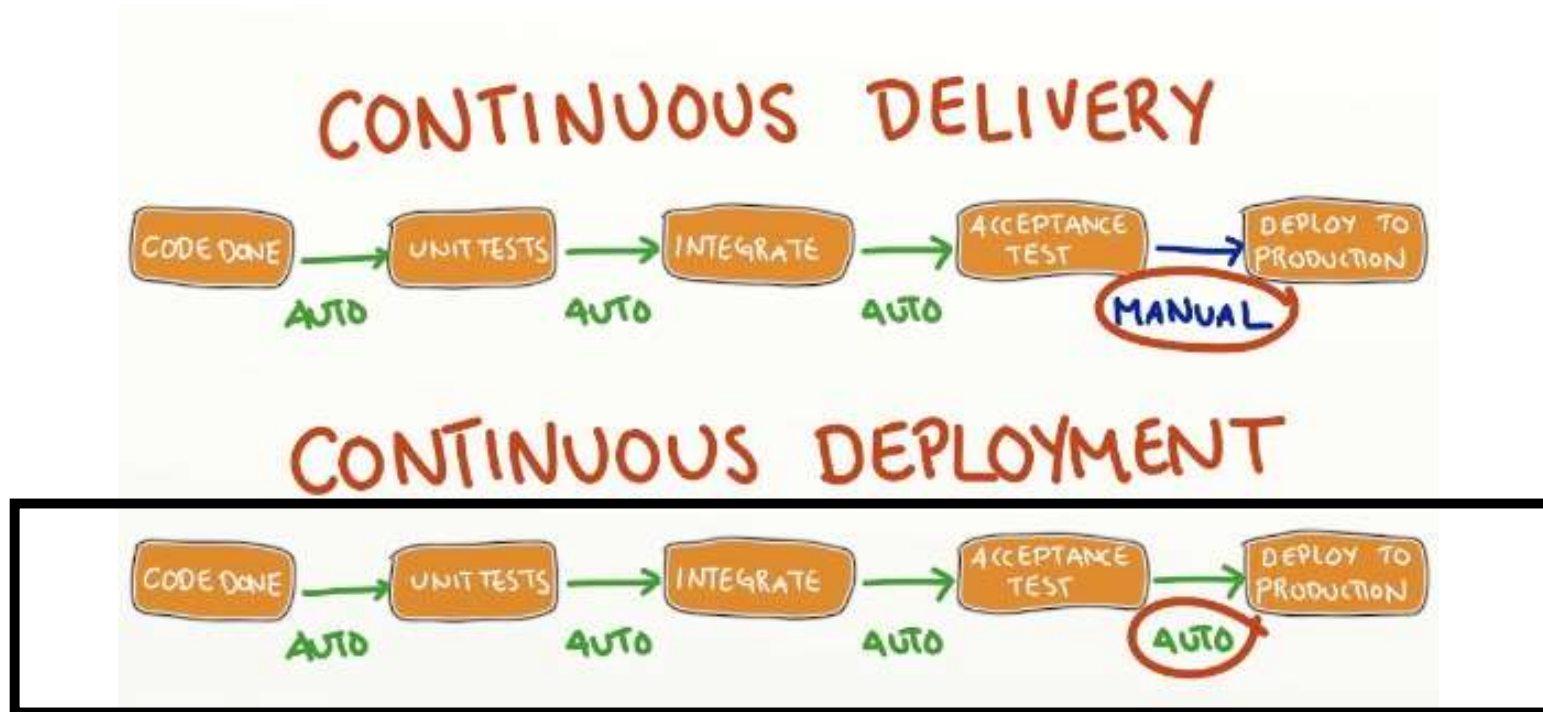 CONTINUOUS DELIVERY
CODE DONE
UNIT TESTS
INTEGRATE
ACCEPTANCE
TEST
DEPLOY TO
PRODUCTION
AUTO
AUTO
AUTO
MANUAL
CONTINUOUS DEPLOYMENT
CODE DONE
UNIT TESTS
INTEGRATE
ACCEPTANCE
TEST
DEPLOY TO
PRODUCTION
AUTO
AUTO
AUTO
AUTO